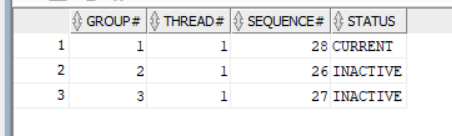 GROUP# THREAD# SEQUENCE# STATUS
1 1 1 28 CURRENT
2 2 1 26 INACTIVE
3 3 1 27 INACTIVE